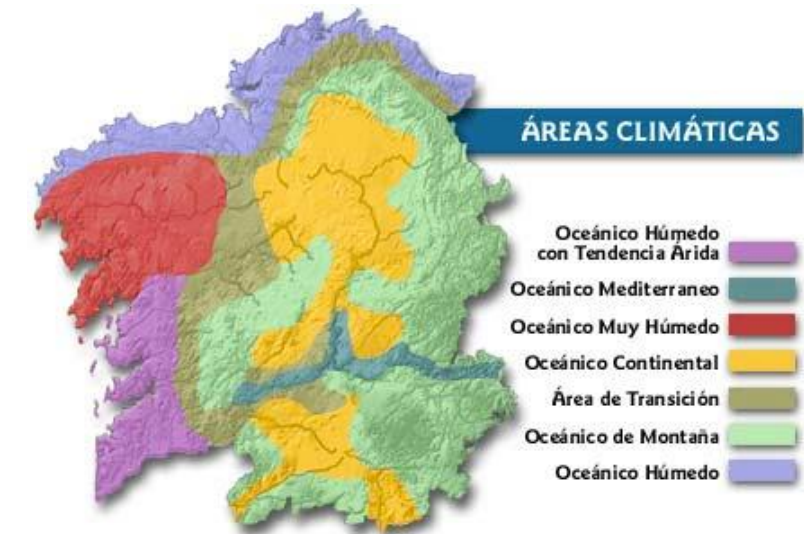 ÁREAS CLIMÁTICAS
Oceánico Húmedo
con Tendencia Árida
Oceánico Mediterraneo
Oceánico Muy Húmedo
Oceánico Continental
Área de Transición
Oceánico de Montaña
Oceánico Húmedo